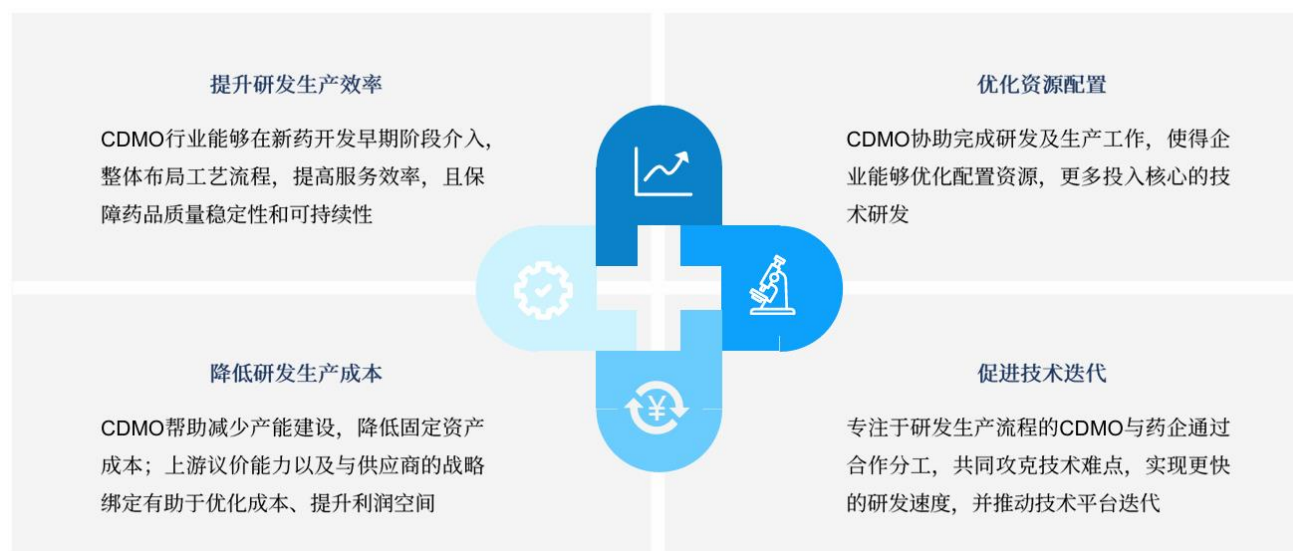 提升研发生产效率
CDMO行业能够在新药开发早期阶段介入，
整体布局工艺流程，提高服务效率，且保
障药品质量稳定性和可持续性
优化资源配置
CDMO协助完成研发及生产工作，使得企
业能够优化配置资源，更多投入核心的技
术研发
降低研发生产成本
CDMO帮助减少产能建设，降低固定资产
成本；上游议价能力以及与供应商的战略
绑定有助于优化成本、提升利润空间
¥
促进技术迭代
专注于研发生产流程的CDMO与药企通过
合作分工，共同攻克技术难点，实现更快
的研发速度，并推动技术平台迭代